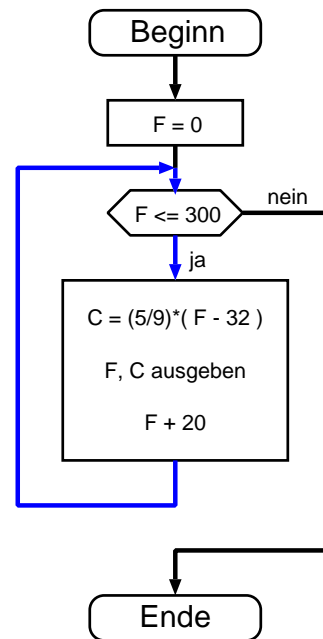 Beginn
F = 0
F <= 300
nein
ja
C = (5/9)*( F - 32 )
F, C ausgeben
F + 20
Ende